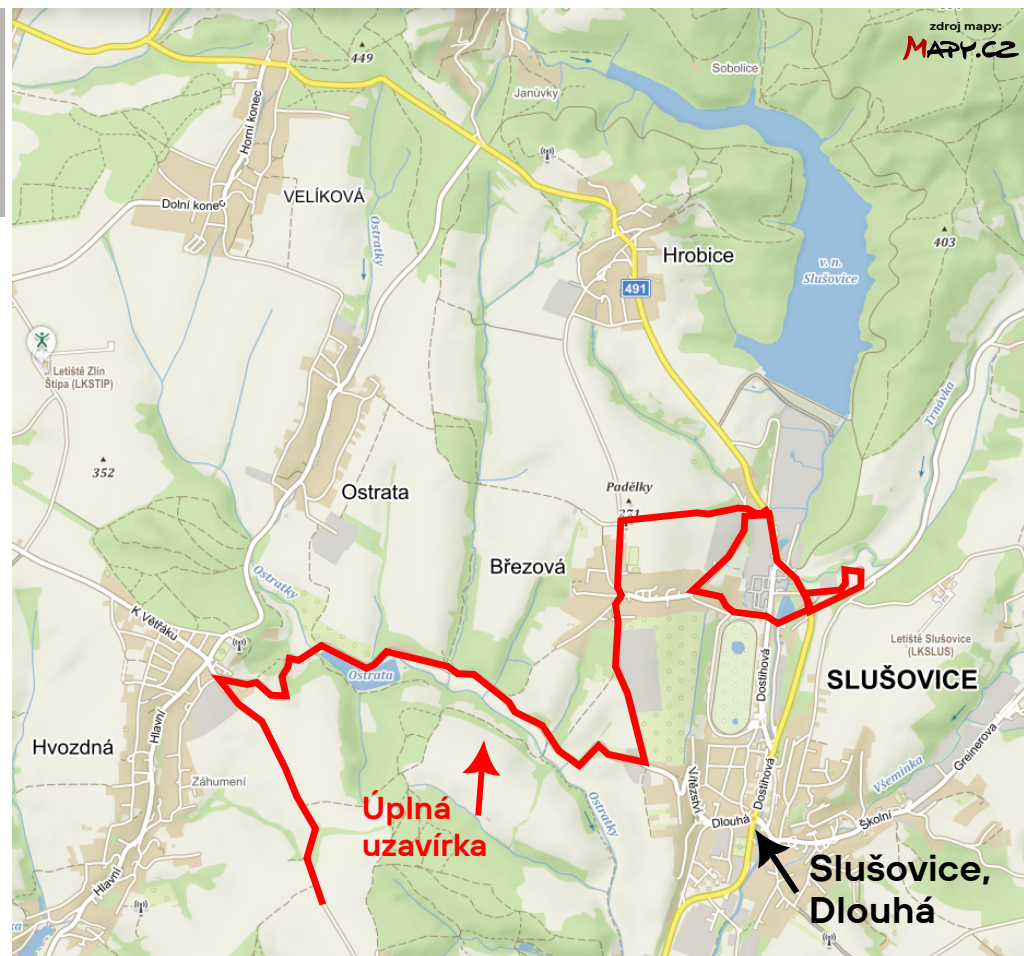 zdroj mapy:
MAPY.CZ
449
Sobolice
Janůvky
Horní konec
Dolní konec
VELÍKOVÁ
Ostratky
Hrobice
403
v. n.
Slušovice
491
Letiště Zlín
Štípa (LKSTIP)
Trnávka
352
Ostrata
Padělky
271
Březová
Ostratky
K Větřáku
Letiště Slušovice
(LKSLUS)
Dostihová
Ostrata
SLUŠOVICE
Hlavní
Hvozdná
Greinerova
Všeminka
Záhumení
Vítězství
Dostihová
Úplná
uzavírka
Ostratky
Dlouhá
Školní
Slušovice,
Dlouhá
Hlavní